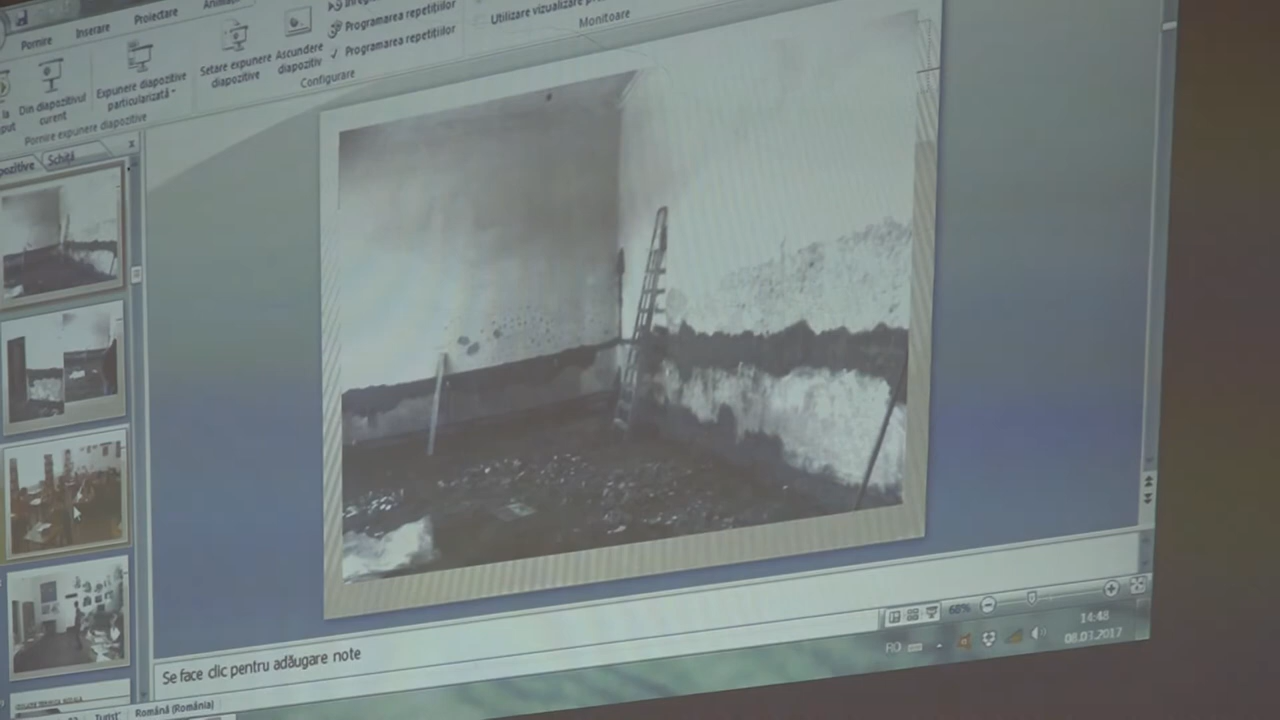 Pornire
Inserare
Proiectare
Din diapozitivul
curent
Expunere diapozitive
particularizată
Setare expunere
diapozitive
Ascundere
diapozitiv
Programarea repetițiilor
Programarea repetițiilor
Utilizare vizualizare
Pornire expunere diapozitive
Configurare
Monitoare
Schiță
x
Se face clic pentru adăugare note
68%
RO
14:48
08.03.2017
Română (România)